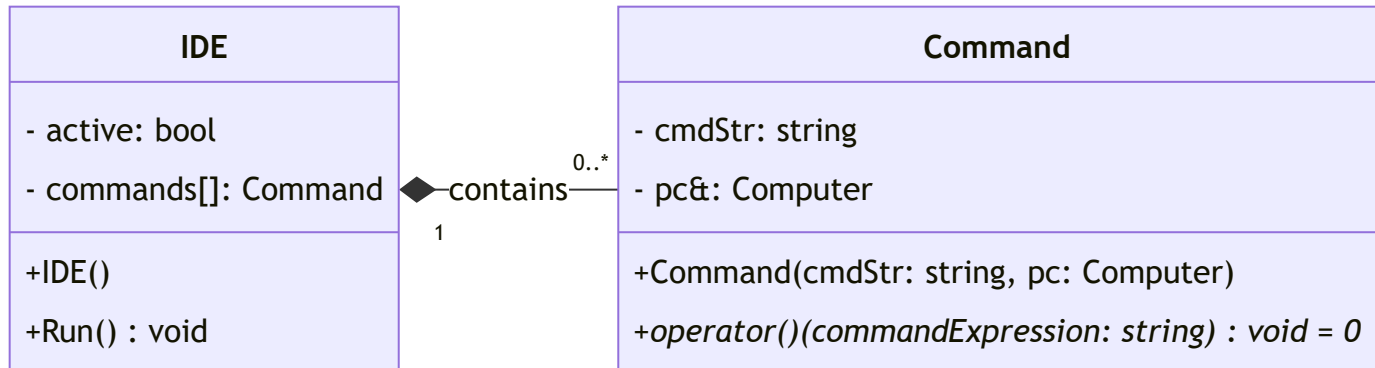 IDE
- active: bool
- commands[]: Command
+IDE()
+Run() : void
contains
1
0..*
Command
- cmdStr: string
- pc&: Computer
+Command(cmdStr: string, pc: Computer)
+operator()(commandExpression: string) : void = 0